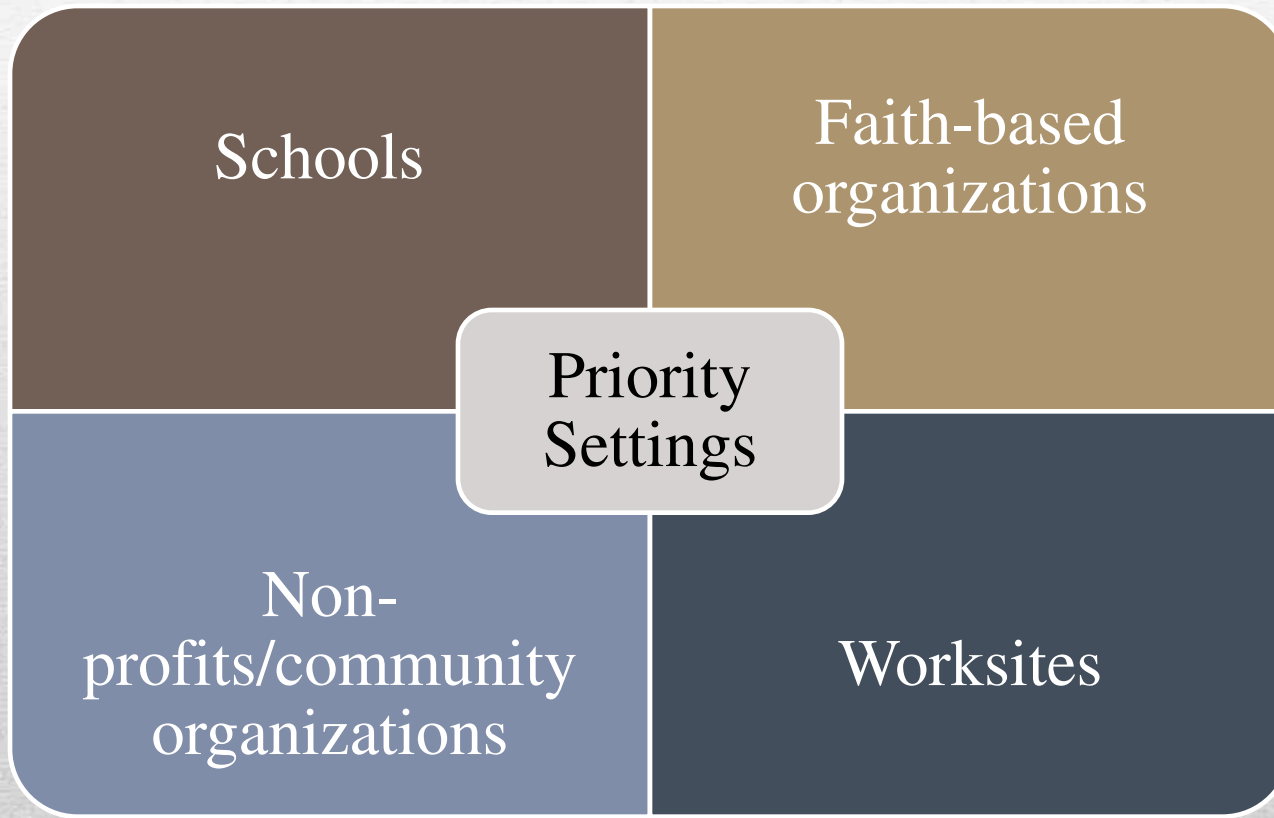 Schools
Faith-based
organizations
Priority
Settings
Non-
profits/community
organizations
Worksites